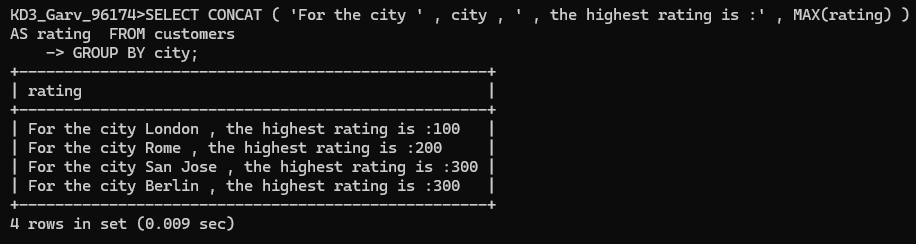 KD3_Garv_96174>SELECT CONCAT ( 'For the city ' , city , ' , the highest rating is :' , MAX(rating) )
AS rating  FROM customers
    -> GROUP BY city;
+--------------------------------------------------+
| rating                                           |
+--------------------------------------------------+
| For the city London , the highest rating is :100   |
| For the city Rome , the highest rating is :200     |
| For the city San Jose , the highest rating is :300 |
| For the city Berlin , the highest rating is :300   |
+--------------------------------------------------+
4 rows in set (0.009 sec)